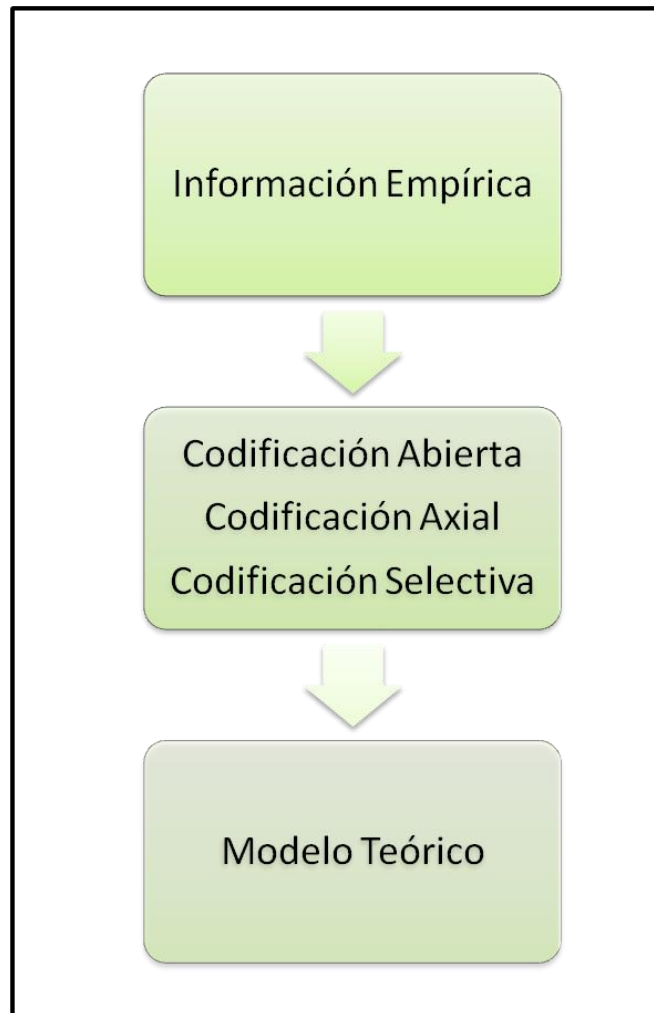 Información Empírica
Codificación Abierta
Codificación Axial
Codificación Selectiva
Modelo Teórico